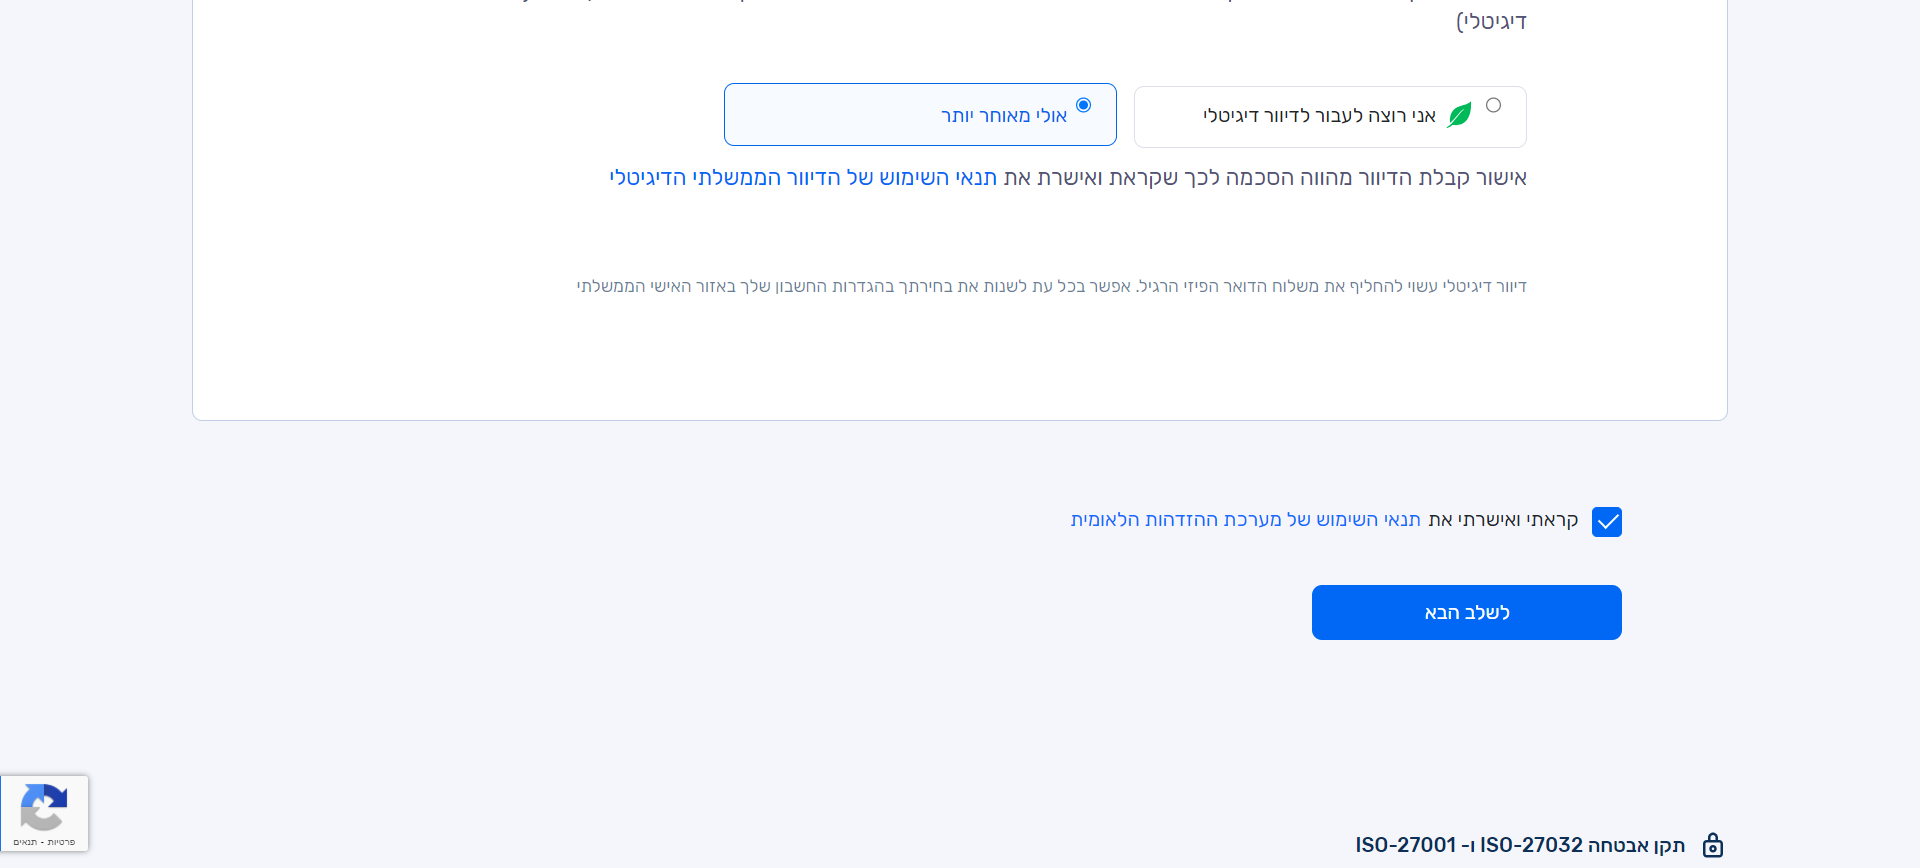 דיגיטלי)
אני רוצה לעבור לדיוור דיגיטלי
אולי מאוחר יותר
אישור קבלת הדיוור מהווה הסכמה לכך שקראת ואישרת את תנאי השימוש של הדיוור הממשלתי הדיגיטלי
דיוור דיגיטלי עשוי להחליף את משלוח הדואר הפיזי הרגיל. אפשר בכל עת לשנות את בחירתך בהגדרות החשבון שלך באזור האישי הממשלתי
קראתי ואישרתי את תנאי השימוש של מערכת ההזדהות הלאומית
לשלב הבא
פרטיות - תנאים
תקן אבטחה ISO-27032 ו- ISO-27001